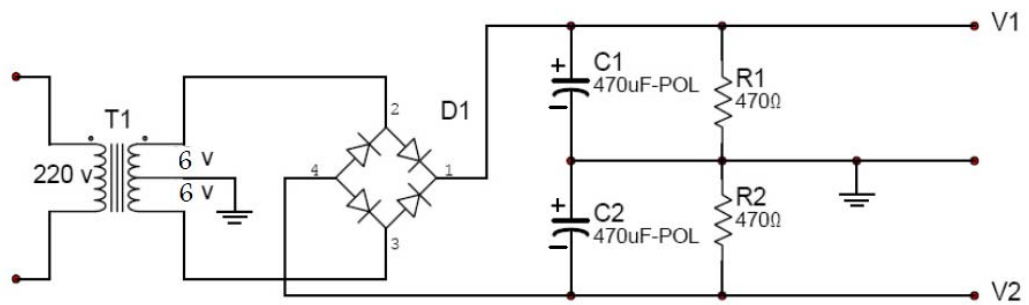 V1
C1
470uF-POL
R1
470Ω
D1
T1
220 v
6 v
6 v
2
4
1
3
+
−
C2
470uF-POL
R2
470Ω
+
−
V2